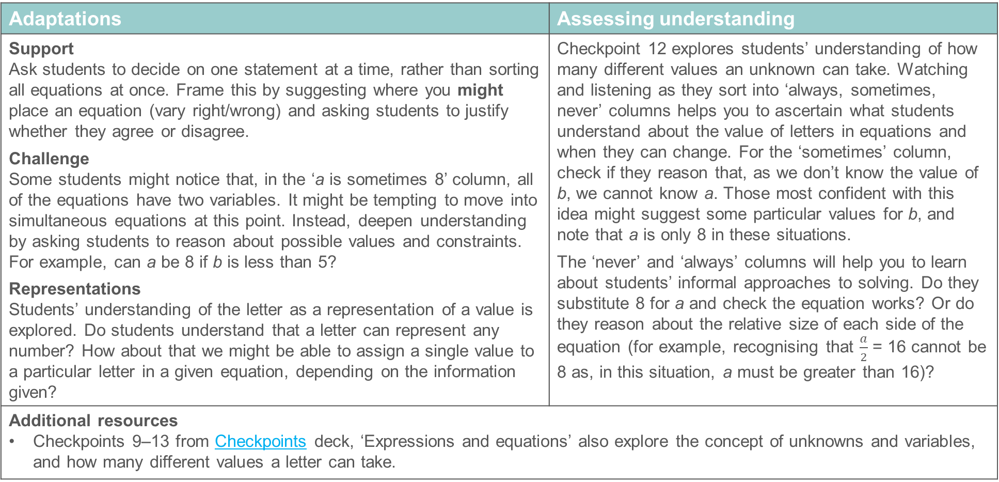 Adaptations
Support
Ask students to decide on one statement at a time, rather than sorting
all equations at once. Frame this by suggesting where you might
place an equation (vary right/wrong) and asking students to justify
whether they agree or disagree.
Challenge
Some students might notice that, in the ‘a is sometimes 8’ column, all
of the equations have two variables. It might be tempting to move into
simultaneous equations at this point. Instead, deepen understanding
by asking students to reason about possible values and constraints.
For example, can a be 8 if b is less than 5?
Representations
Students’ understanding of the letter as a representation of a value is
explored. Do students understand that a letter can represent any
number? How about that we might be able to assign a single value to
a particular letter in a given equation, depending on the information
given?
Assessing understanding
Checkpoint 12 explores students’ understanding of how
many different values an unknown can take. Watching
and listening as they sort into ‘always, sometimes,
never’ columns helps you to ascertain what students
understand about the value of letters in equations and
when they can change. For the ‘sometimes’ column,
check if they reason that, as we don’t know the value of
b, we cannot know a. Those most confident with this
idea might suggest some particular values for b, and
note that a is only 8 in these situations.
The ‘never’ and ‘always’ columns will help you to learn
about students’ informal approaches to solving. Do they
substitute 8 for a and check the equation works? Or do
they reason about the relative size of each side of the
equation (for example, recognising that a/2 = 16 cannot be
8 as, in this situation, a must be greater than 16)?
Additional resources
• Checkpoints 9–13 from Checkpoints deck, ‘Expressions and equations’ also explore the concept of unknowns and variables,
and how many different values a letter can take.